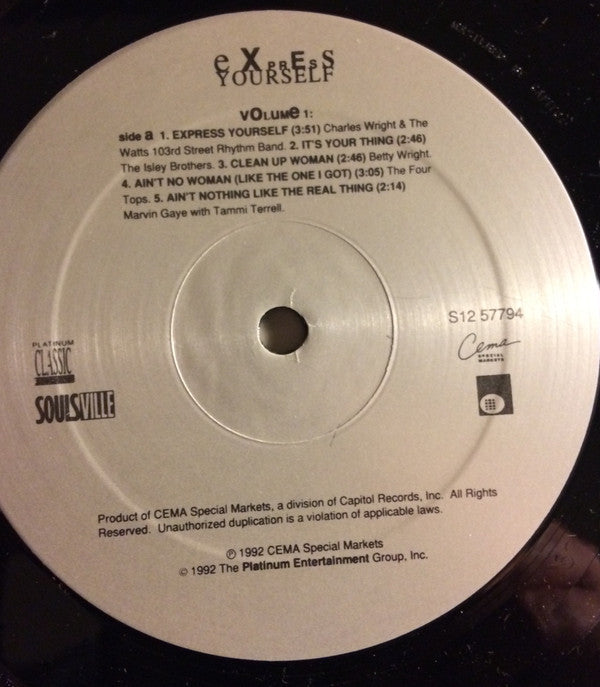 eXPRESS
YOURSELF
VOLUMe 1:
side a 1. EXPRESS YOURSELF (3:51) Charles Wright & The
Watts 103rd Street Rhythm Band. 2. IT'S YOUR THING (2:46)
The Isley Brothers. 3. CLEAN UP WOMAN (2:46) Betty Wright.
4. AIN'T NO WOMAN (LIKE THE ONE I GOT) (3:05) The Four
Tops. 5. AIN'T NOTHING LIKE THE REAL THING (2:14)
Marvin Gaye with Tammi Terrell.
S12 57794
PLATINUM
CLASSIC
Cema
SPECIAL
MARKETS
SOULSVILLE
Product of CEMA Special Markets, a division of Capitol Records, Inc. All Rights
Reserved. Unauthorized duplication is a violation of applicable laws.
℗ 1992 CEMA Special Markets
© 1992 The Platinum Entertainment Group, Inc.